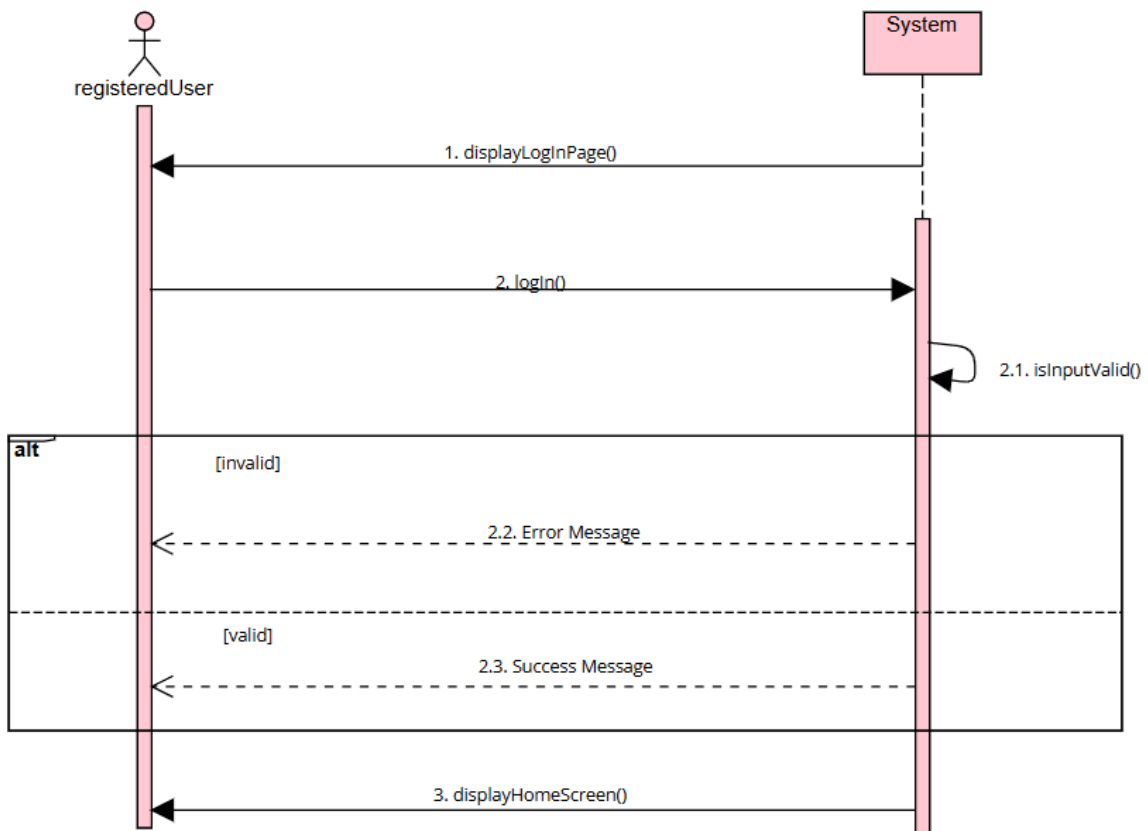 System
registeredUser
1. displayLogInPage()
2. logIn()
2.1. isInputValid()
alt
[invalid]
2.2. Error Message
[valid]
2.3. Success Message
3. displayHomeScreen()